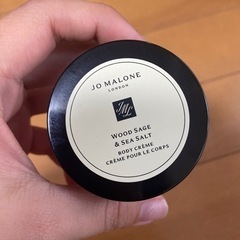 JO MALONE
LONDON
WOOD SAGE
& SEA SALT
BODY CRÈME
CRÈME POUR LE CORPS